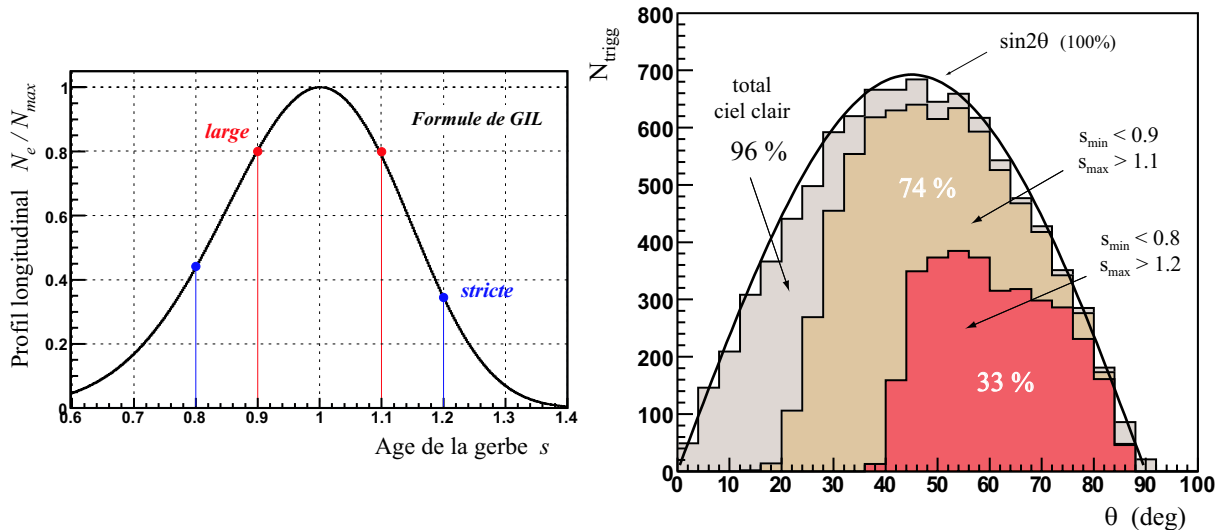 Profil longitudinal N_e / N_max
1
0.8
0.6
0.4
0.2
0
0.6
0.7
0.8
0.9
1
1.1
1.2
1.3
1.4
Age de la gerbe s
large
Formule de GIL
stricte
N_trigg
800
700
600
500
400
300
200
100
0
0
10
20
30
40
50
60
70
80
90
100
θ (deg)
sin2θ (100%)
total
ciel clair
96 %
s_min < 0.9
s_max > 1.1
74 %
s_min < 0.8
s_max > 1.2
33 %